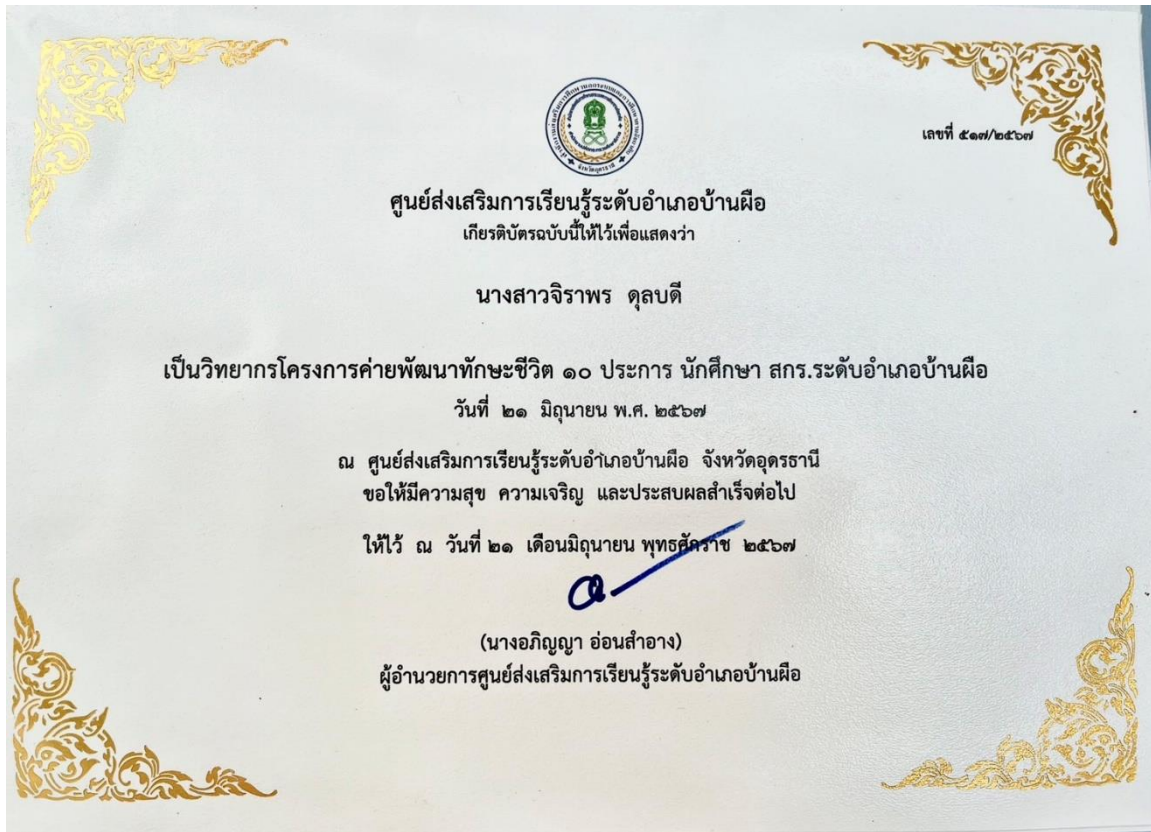 เลขที่ ๕๑๗/๒๕๖๗
ศูนย์ส่งเสริมการเรียนรู้ระดับอำเภอบ้านผือ
เกียรติบัตรฉบับนี้ให้ไว้เพื่อแสดงว่า
นางสาวจิราพร ดุลบดี
เป็นวิทยากรโครงการค่ายพัฒนาทักษะชีวิต ๑๐ ประการ นักศึกษา สกร.ระดับอำเภอบ้านผือ
วันที่ ๒๑ มิถุนายน พ.ศ. ๒๕๖๗
ณ ศูนย์ส่งเสริมการเรียนรู้ระดับอำเภอบ้านผือ จังหวัดอุดรธานี
ขอให้มีความสุข ความเจริญ และประสบผลสำเร็จต่อไป
ให้ไว้ ณ วันที่ ๒๑ เดือนมิถุนายน พุทธศักราช ๒๕๖๗
(นางอภิญญา อ่อนสำอาง)
ผู้อำนวยการศูนย์ส่งเสริมการเรียนรู้ระดับอำเภอบ้านผือ